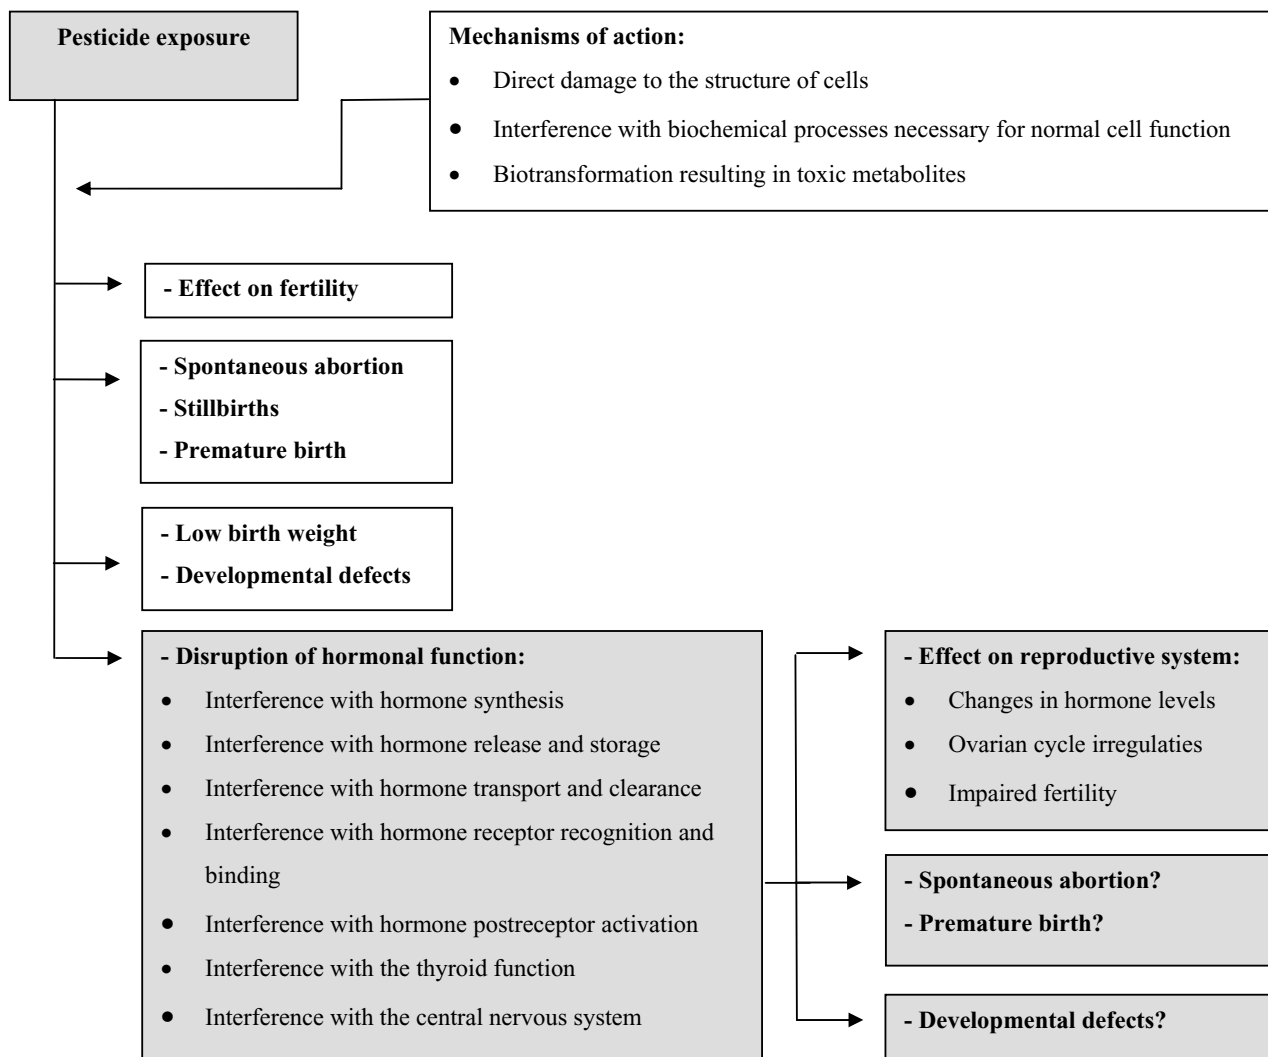 Pesticide exposure
Mechanisms of action:
• Direct damage to the structure of cells
• Interference with biochemical processes necessary for normal cell function
• Biotransformation resulting in toxic metabolites
- Effect on fertility
- Spontaneous abortion
- Stillbirths
- Premature birth
- Low birth weight
- Developmental defects
- Disruption of hormonal function:
• Interference with hormone synthesis
• Interference with hormone release and storage
• Interference with hormone transport and clearance
• Interference with hormone receptor recognition and
binding
• Interference with hormone postreceptor activation
• Interference with the thyroid function
• Interference with the central nervous system
- Effect on reproductive system:
• Changes in hormone levels
• Ovarian cycle irregulaties
• Impaired fertility
- Spontaneous abortion?
- Premature birth?
- Developmental defects?